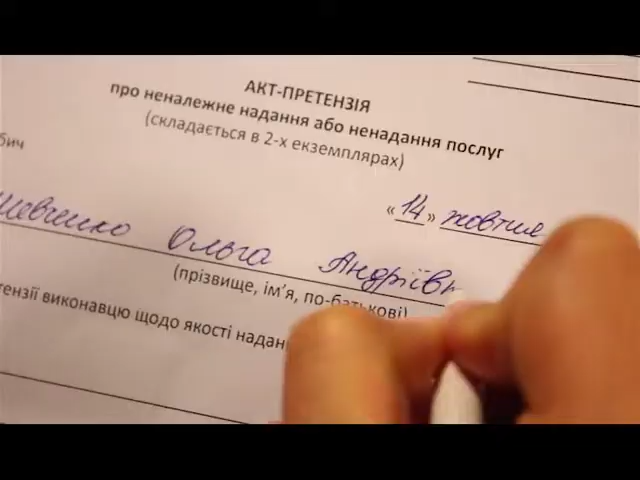 АКТ-ПРЕТЕНЗІЯ
про неналежне надання або ненадання послуг
(складається в 2-х екземплярах)
бич
«14» жовтня
Шевченко Ольга Андріївн
(прізвище, ім’я, по-батькові)
тензії виконавцю щодо якості надан